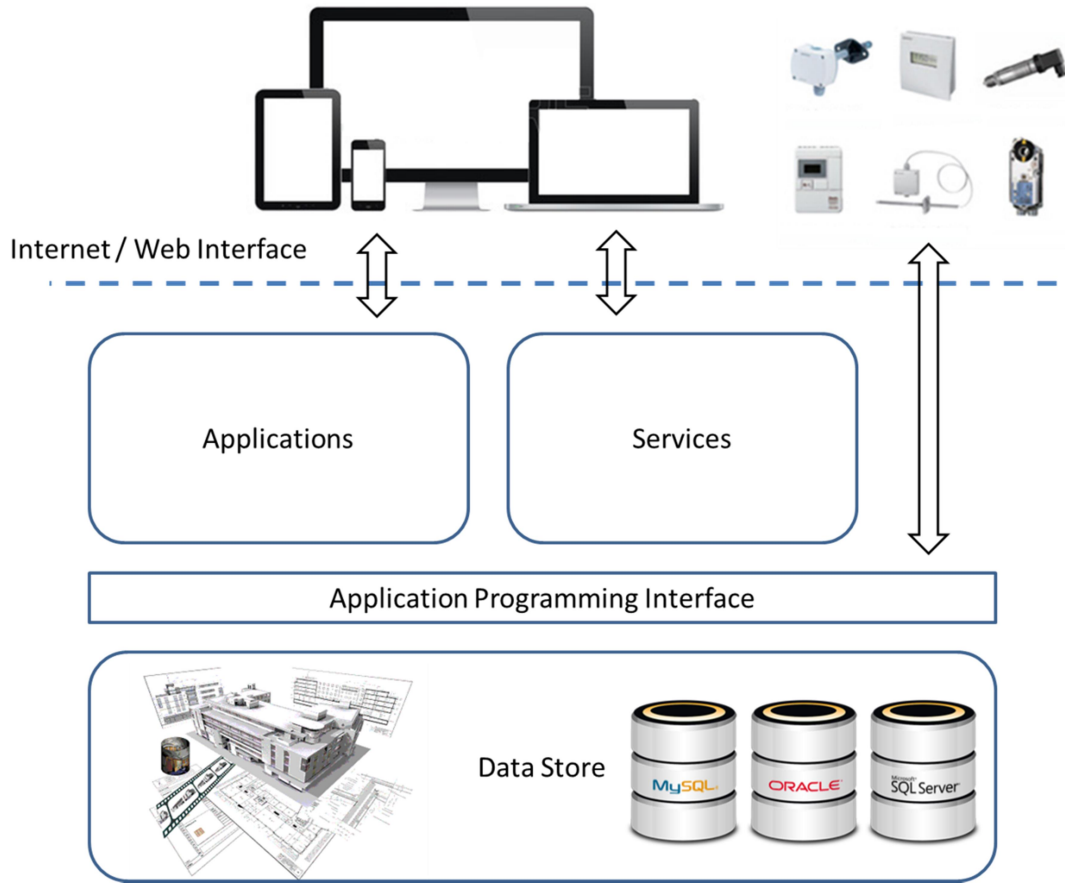 Internet / Web Interface
Applications
Services
Application Programming Interface
Data Store
MySQL
ORACLE
Microsoft
SQL Server